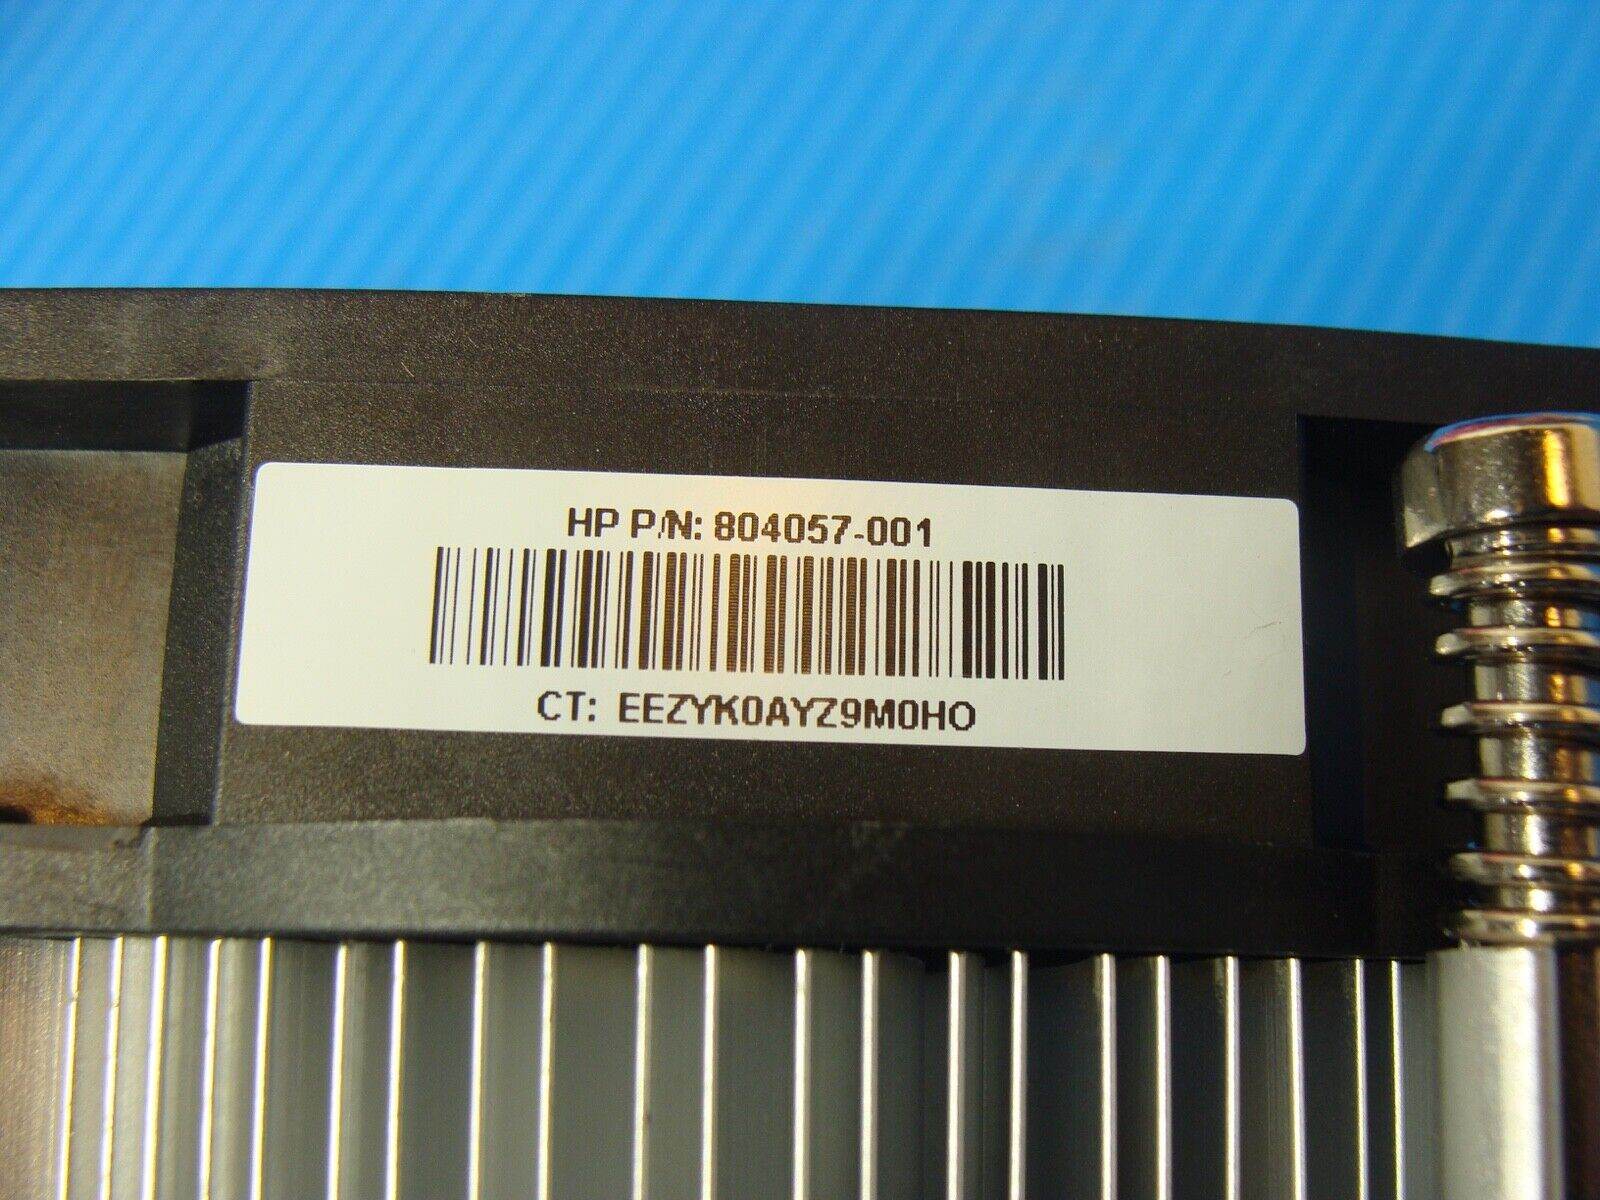 HP P/N: 804057-001
CT: EEZYK0AYZ9M0HO